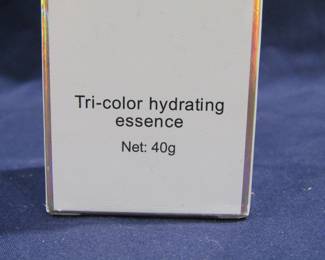 Tri-color hydrating
essence
Net: 40g